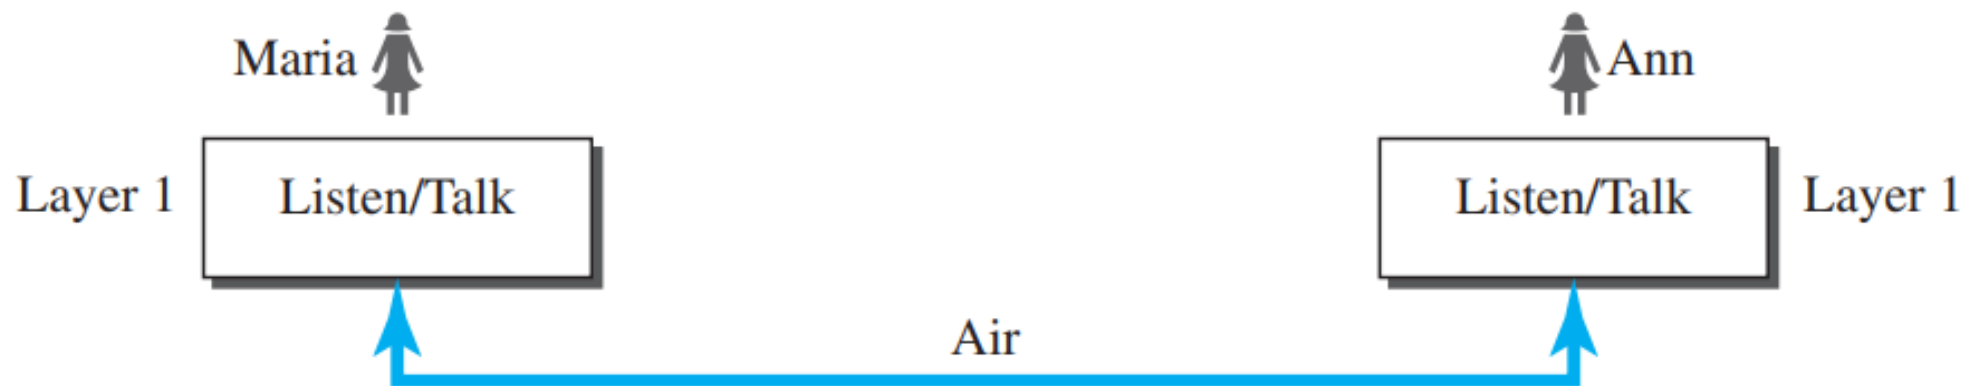 Maria
Ann
Layer 1
Listen/Talk
Listen/Talk
Layer 1
Air